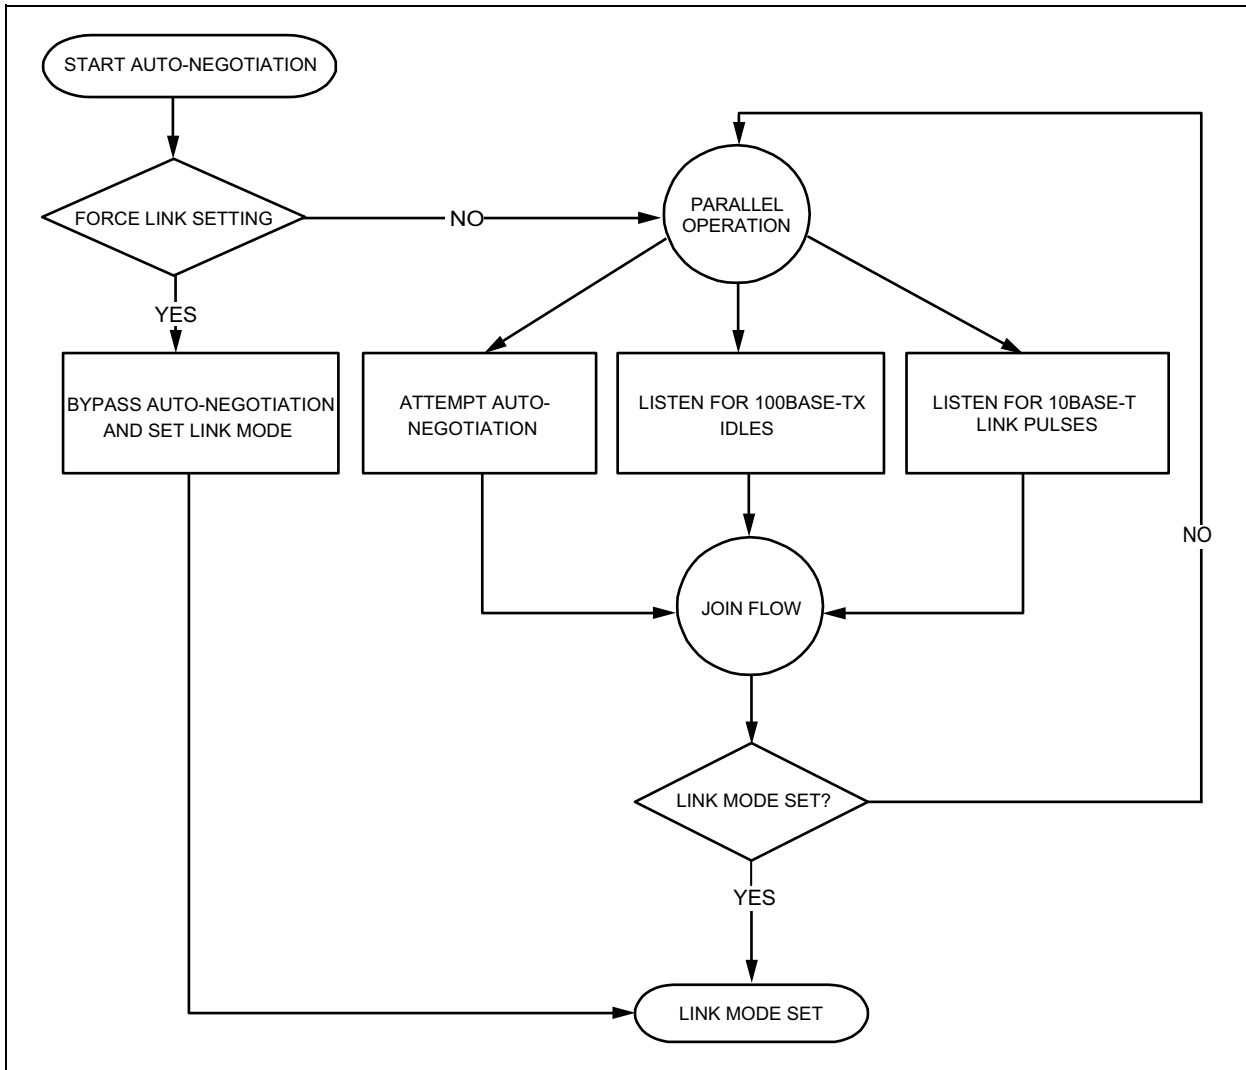 START AUTO-NEGOTIATION
FORCE LINK SETTING
NO
PARALLEL
OPERATION
YES
BYPASS AUTO-NEGOTIATION
AND SET LINK MODE
ATTEMPT AUTO-
NEGOTIATION
LISTEN FOR 100BASE-TX
IDLES
LISTEN FOR 10BASE-T
LINK PULSES
NO
JOIN FLOW
LINK MODE SET?
YES
LINK MODE SET